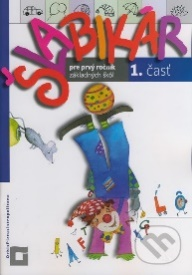 ŠLABIKÁR
pre prvý ročník
základných škôl
1. časť